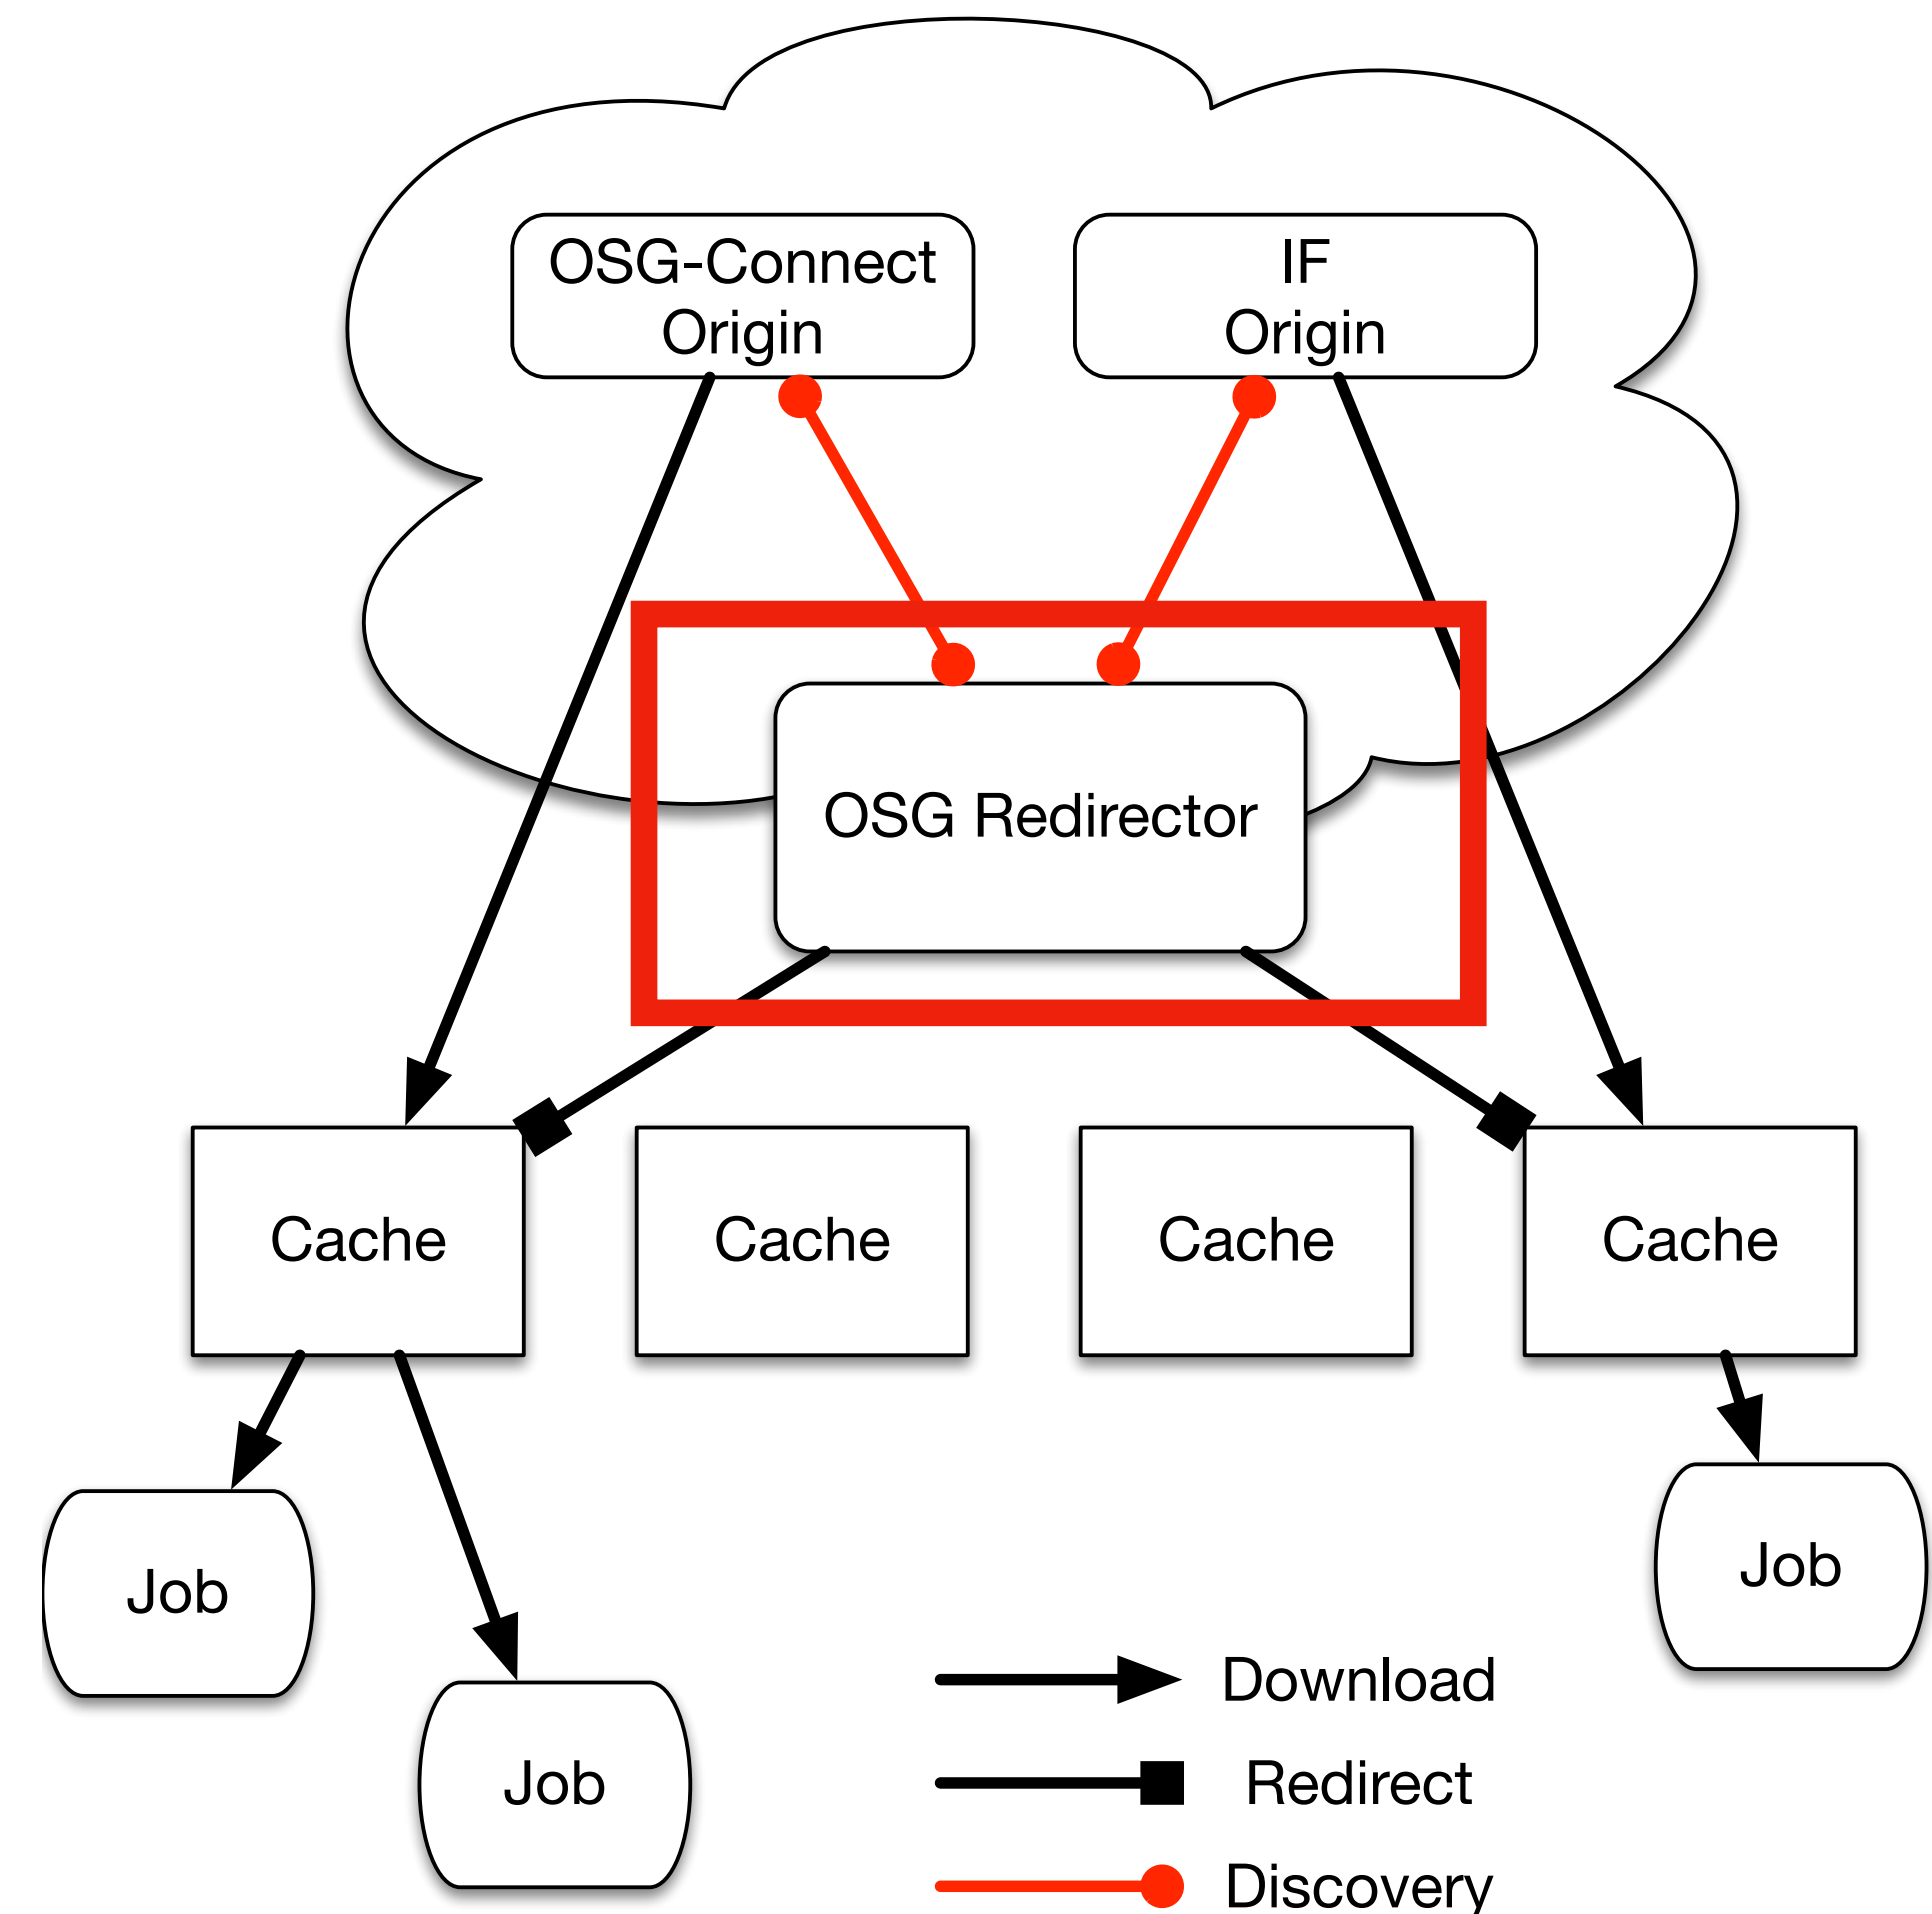 OSG-Connect
Origin
IF
Origin
OSG Redirector
Cache
Cache
Cache
Cache
Job
Job
Job
Download
Redirect
Discovery